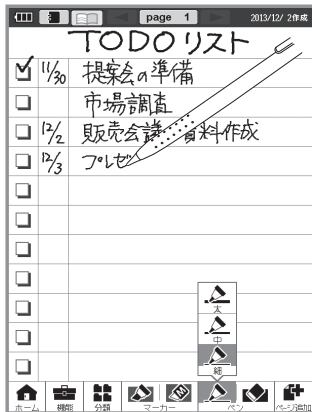 page 1 2013/12/ 2作成
TODOリスト
11/30 提案会の準備
市場調査
12/2 販売会議 資料作成
12/3 プレゼ
太
中
細
ホーム 機能 分類 マーカー ペン ページ追加